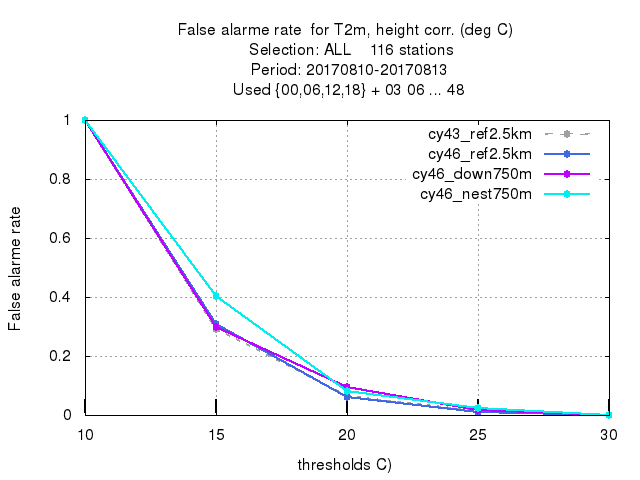 False alarme rate  for T2m, height corr. (deg C)
Selection: ALL    116 stations
Period: 20170810-20170813
Used {00,06,12,18} + 03 06 ... 48
cy43_ref2.5km
cy46_ref2.5km
cy46_down750m
cy46_nest750m
False alarme rate
1
0.8
0.6
0.4
0.2
0
10 15 20 25 30
thresholds C)